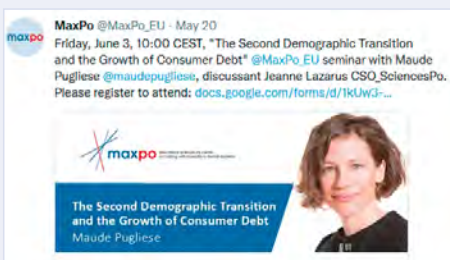 maxpo
MaxPo @MaxPo_EU · May 20
Friday, June 3, 10:00 CEST, "The Second Demographic Transition
and the Growth of Consumer Debt" @MaxPo_EU seminar with Maude
Pugliese @maudepugliese, discussant Jeanne Lazarus CSO_SciencesPo.
Please register to attend: docs.google.com/forms/d/1kUw3-...
maxpo
The Second Demographic Transition
and the Growth of Consumer Debt
Maude Pugliese